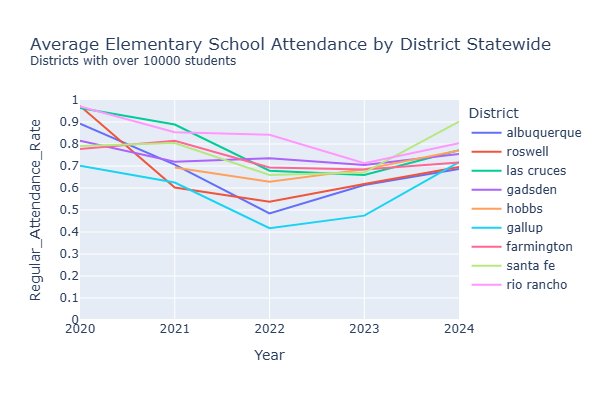 Average Elementary School Attendance by District Statewide
Districts with over 10000 students
Regular_Attendance_Rate
1
0.9
0.8
0.7
0.6
0.5
0.4
0.3
0.2
0.1
0
2020 2021 2022 2023 2024
Year
District
albuquerque
roswell
las cruces
gadsden
hobbs
gallup
farmington
santa fe
rio rancho